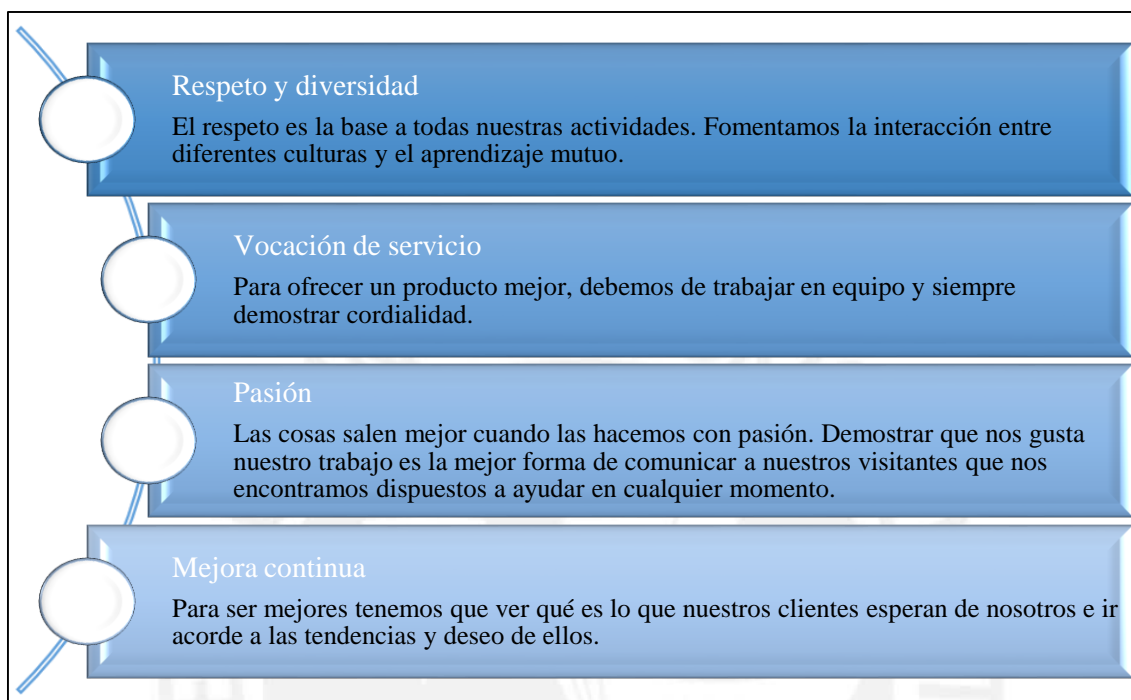 Respeto y diversidad
El respeto es la base a todas nuestras actividades. Fomentamos la interacción entre
diferentes culturas y el aprendizaje mutuo.
Vocación de servicio
Para ofrecer un producto mejor, debemos de trabajar en equipo y siempre
demostrar cordialidad.
Pasión
Las cosas salen mejor cuando las hacemos con pasión. Demostrar que nos gusta
nuestro trabajo es la mejor forma de comunicar a nuestros visitantes que nos
encontramos dispuestos a ayudar en cualquier momento.
Mejora continua
Para ser mejores tenemos que ver qué es lo que nuestros clientes esperan de nosotros e ir
acorde a las tendencias y deseo de ellos.